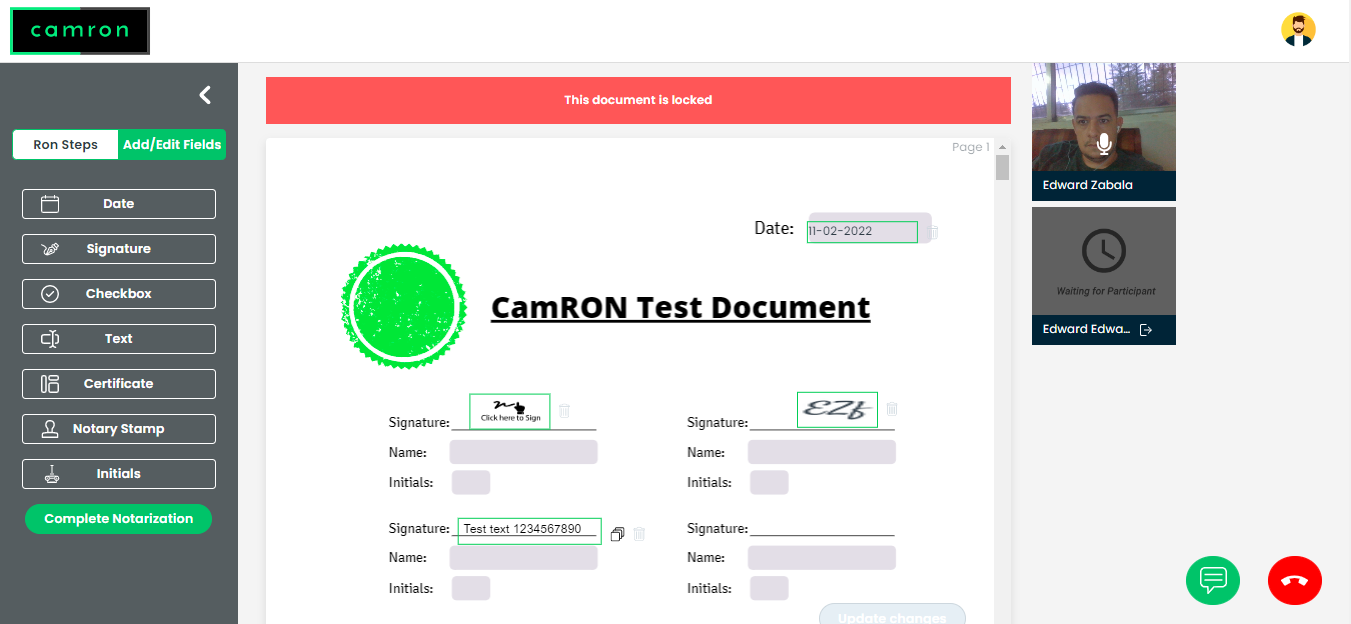 camron
This document is locked
Ron Steps
Add/Edit Fields
Date
Signature
Checkbox
Text
Certificate
Notary Stamp
Initials
Complete Notarization
Page 1
Date: 11-02-2022
CamRON Test Document
Signature: Click here to Sign
Name:
Initials:
Signature: EZf
Name:
Initials:
Signature: Test text 1234567890
Name:
Initials:
Signature:
Name:
Initials:
Update changes
Edward Zabala
Waiting for Participant
Edward Edwa...